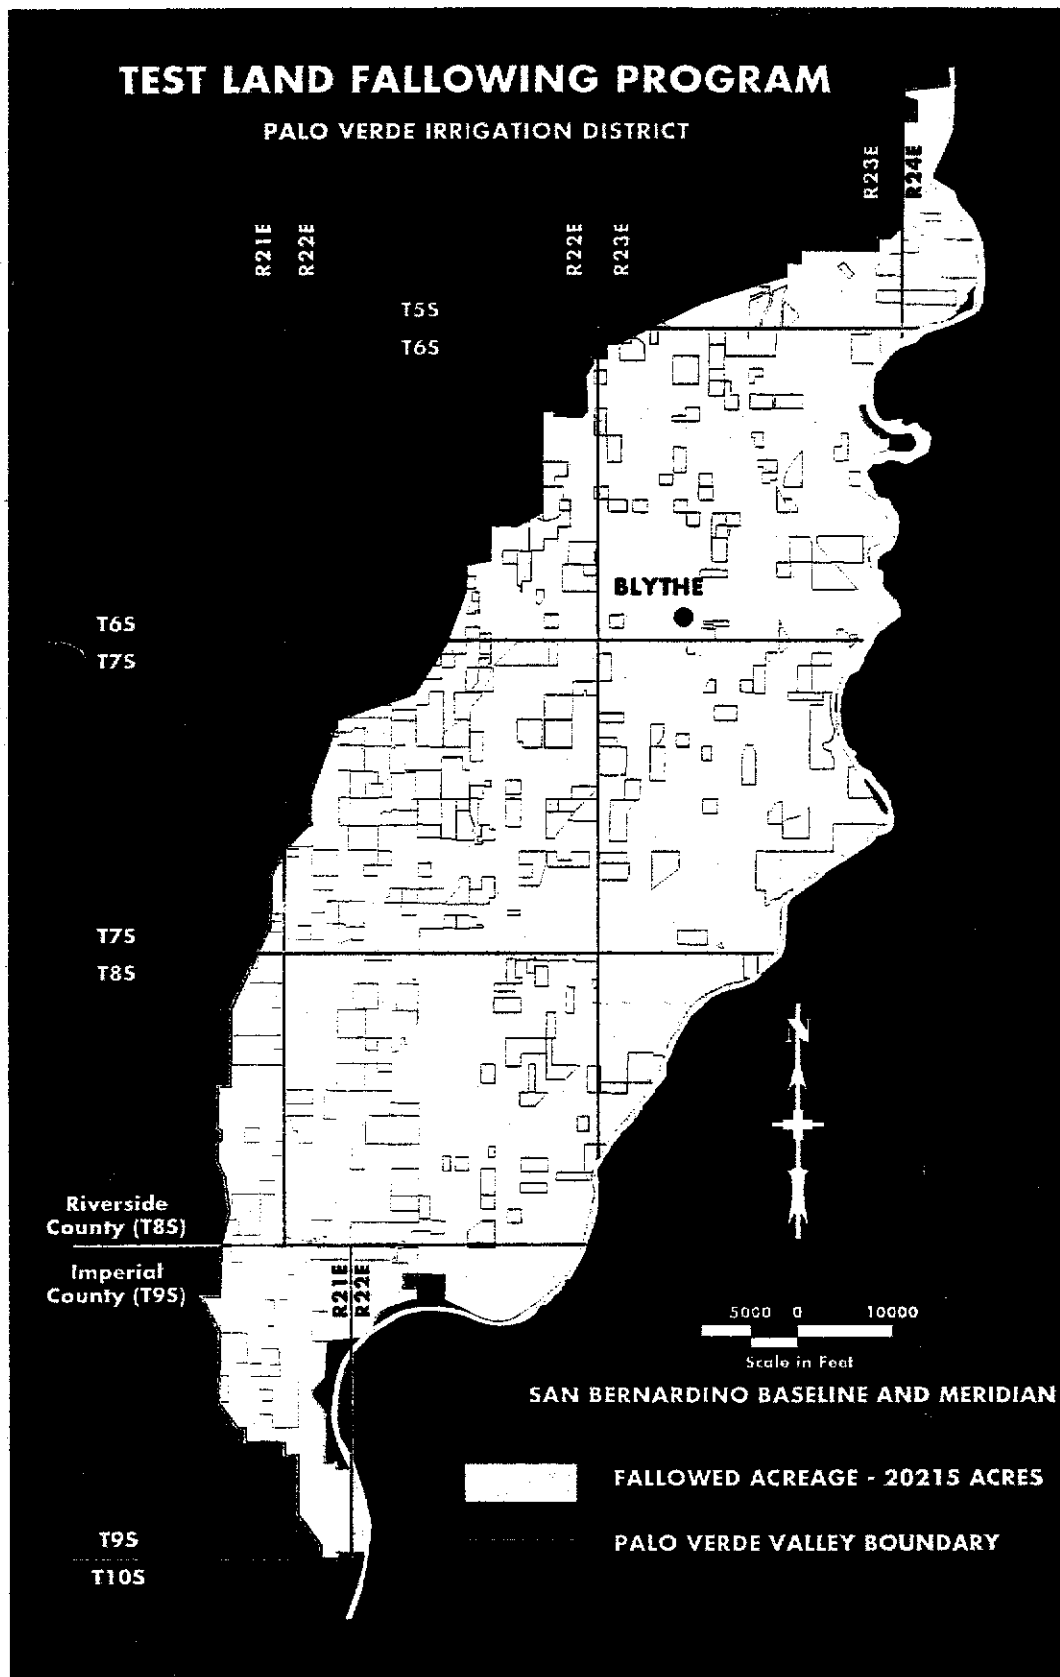 TEST LAND FALLOWING PROGRAM
PALO VERDE IRRIGATION DISTRICT
R23E
R24E
R21E
R22E
R22E
R23E
T5S
T6S
BLYTHE
T6S
T7S
T7S
T8S
N
Riverside
County (T8S)
Imperial
County (T9S)
R21E
R22E
5000 0 10000
Scale in Feet
SAN BERNARDINO BASELINE AND MERIDIAN
FALLOWED ACREAGE - 20215 ACRES
PALO VERDE VALLEY BOUNDARY
T9S
T10S